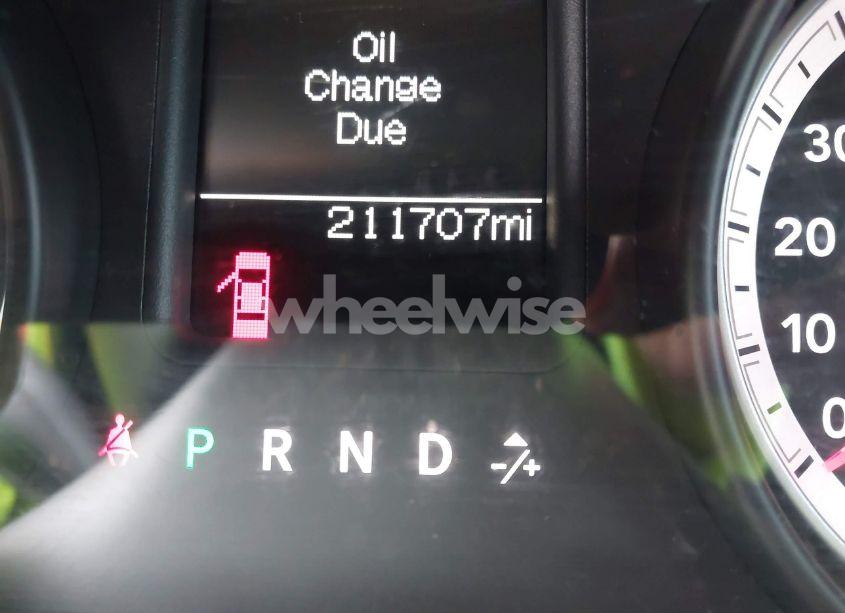 Oil
Change
Due
211707mi
wheelwise
30
20
10
0
P R N D -/+